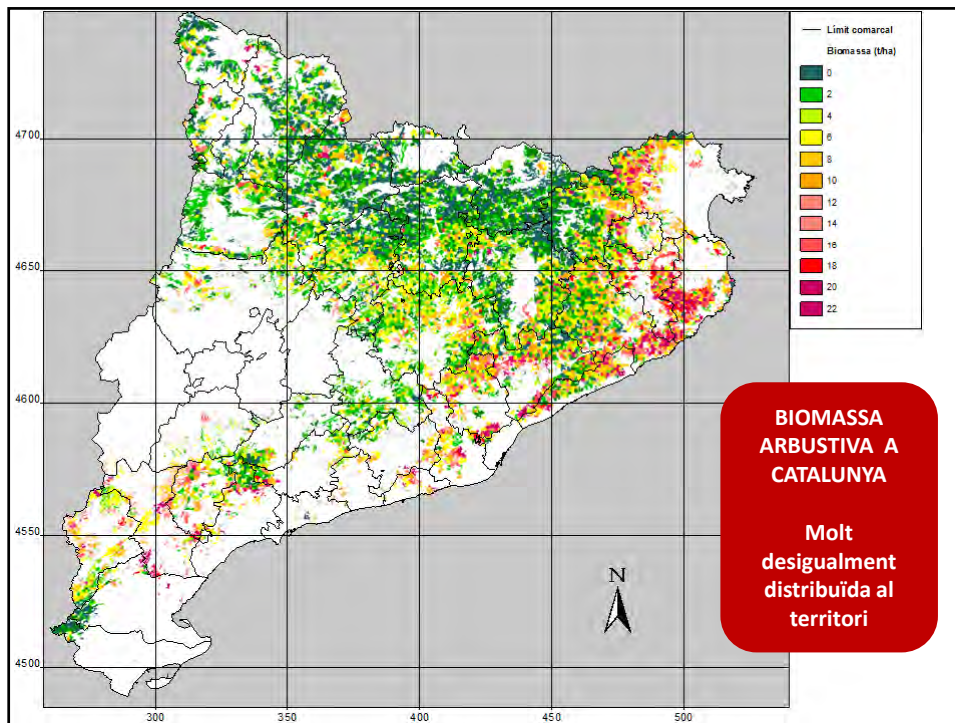 Límit comarcal
Biomassa (t/ha)
0
2
4
6
8
10
12
14
16
18
20
22
4700
4650
4600
4550
4500
300
350
400
450
500
N
BIOMASSA
ARBUSTIVA A
CATALUNYA
Molt
desigualment
distribuïda al
territori